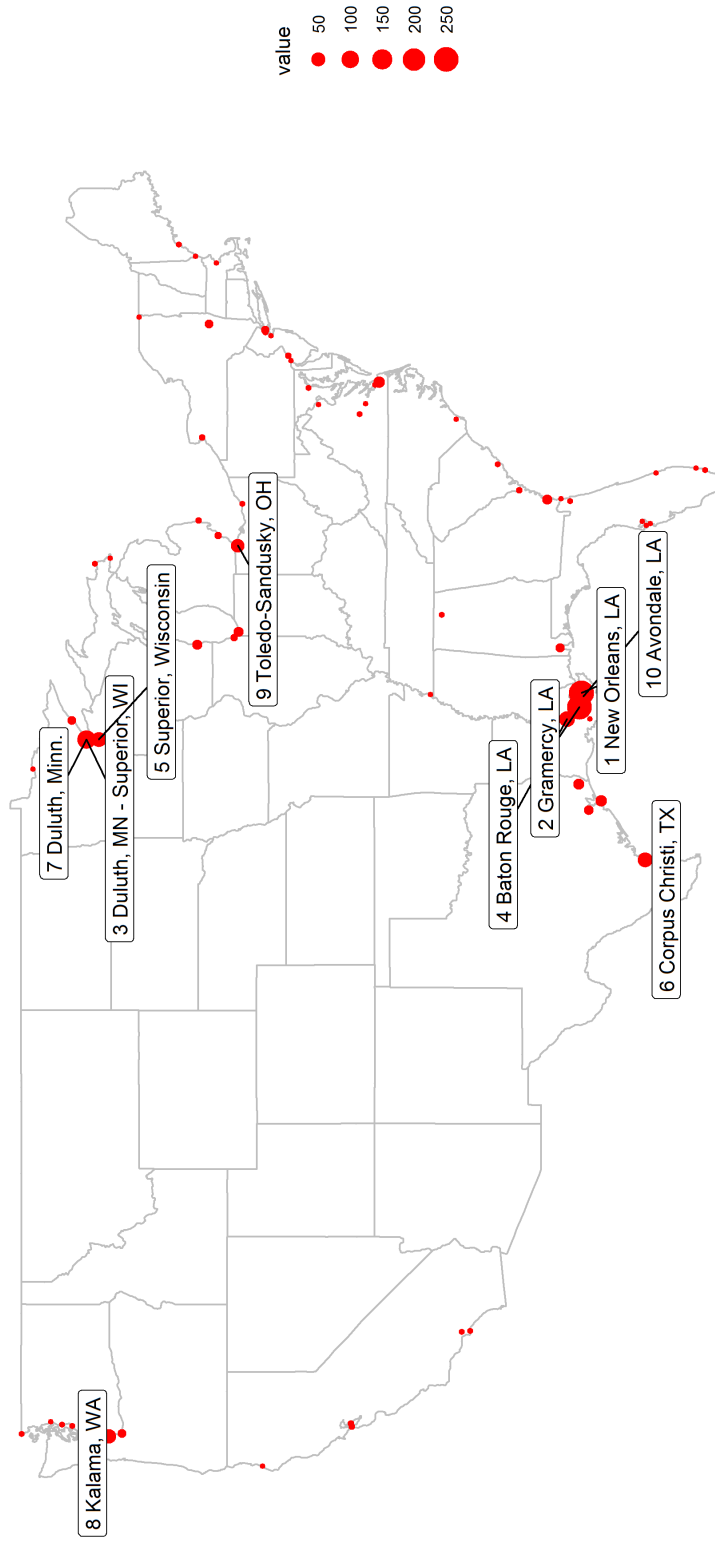 8 Kalama, WA
7 Duluth, Minn.
3 Duluth, MN - Superior, WI
5 Superior, Wisconsin
9 Toledo-Sandusky, OH
4 Baton Rouge, LA
2 Gramercy, LA
1 New Orleans, LA
10 Avondale, LA
6 Corpus Christi, TX
value
50
100
150
200
250